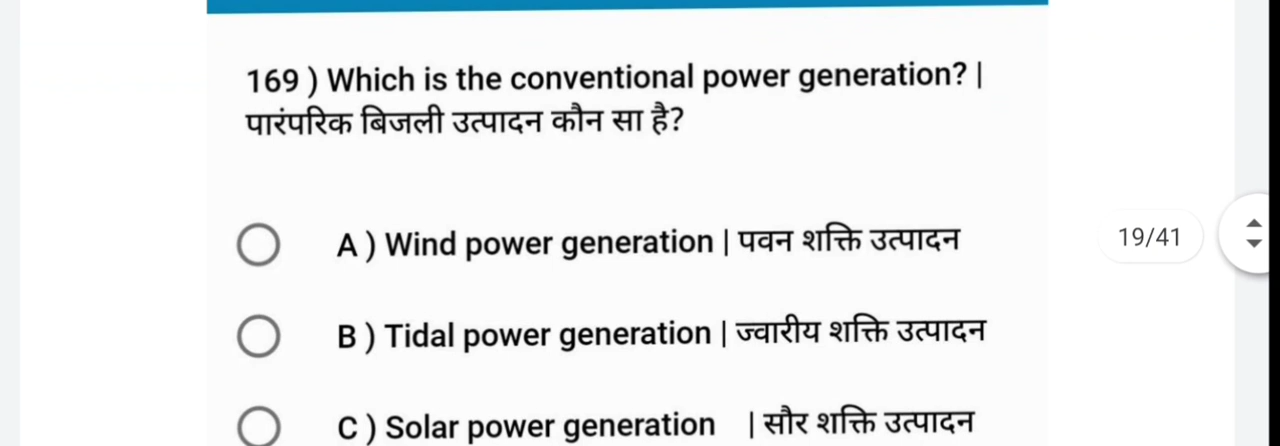 169 ) Which is the conventional power generation? |
पारंपरिक बिजली उत्पादन कौन सा है?
A ) Wind power generation | पवन शक्ति उत्पादन
19/41
B ) Tidal power generation | ज्वारीय शक्ति उत्पादन
C ) Solar power generation | सौर शक्ति उत्पादन